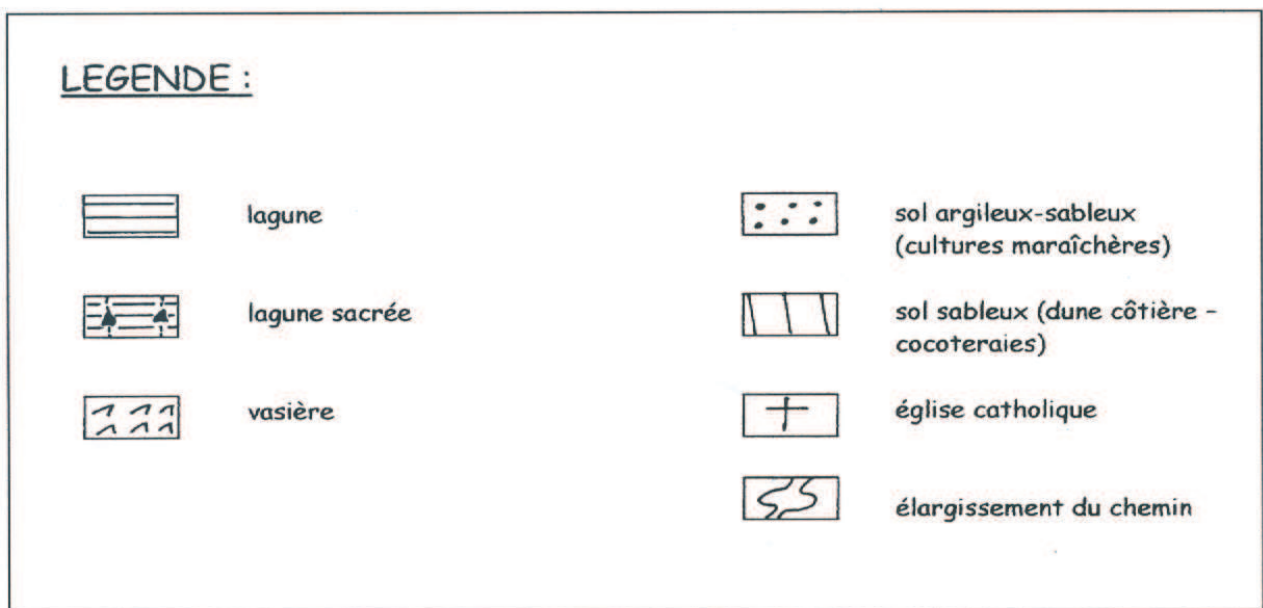 LEGENDE :
lagune
lagune sacrée
vasière
sol argileux-sableux
(cultures maraîchères)
sol sableux (dune côtière -
cocoteraies)
église catholique
élargissement du chemin